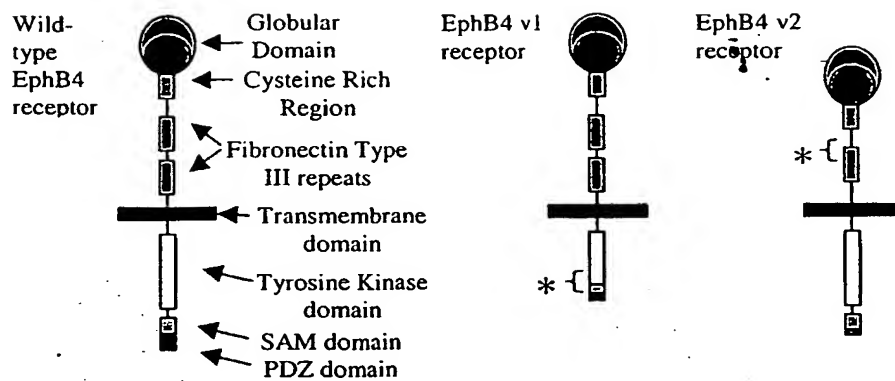 Wild-
type
EphB4
receptor
Globular
Domain
Cysteine Rich
Region
Fibronectin Type
III repeats
Transmembrane
domain
Tyrosine Kinase
domain
SAM domain
PDZ domain
EphB4 v1
receptor
*
EphB4 v2
receptor
*